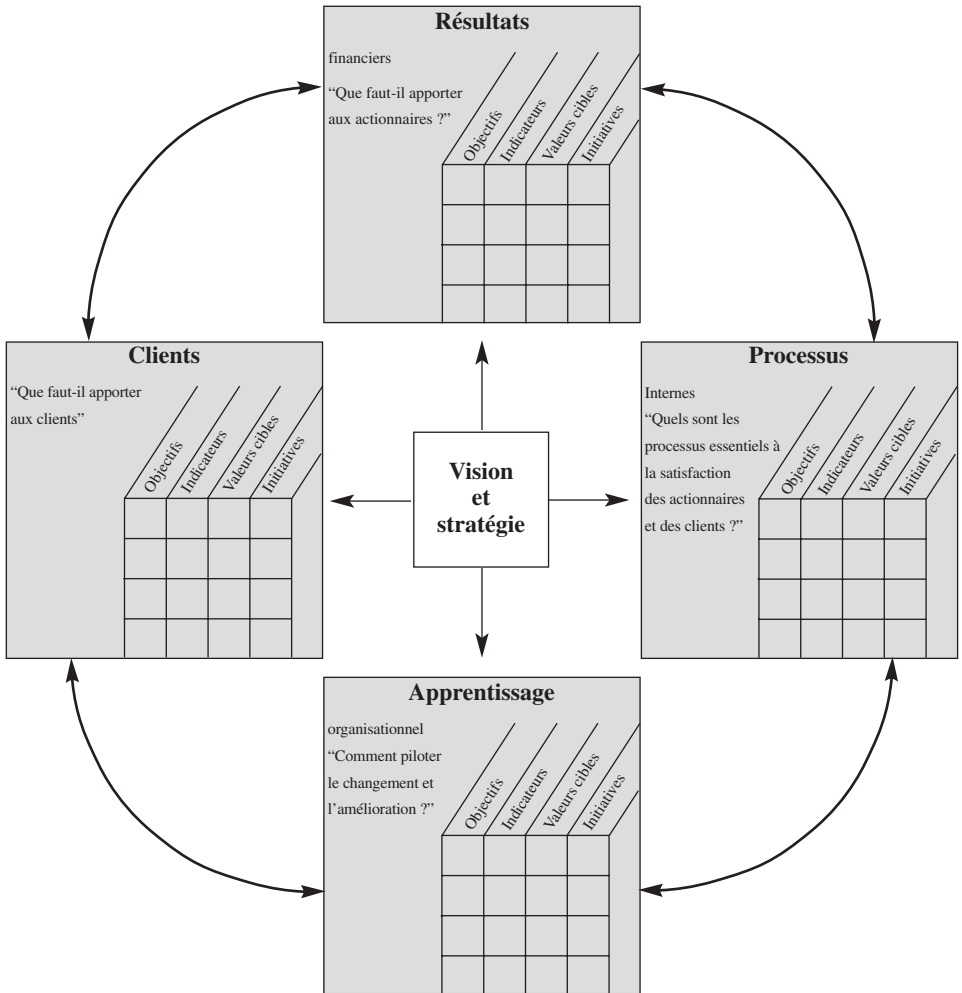 Résultats
financiers
“Que faut-il apporter
aux actionnaires ?”
Objectifs
Indicateurs
Valeurs cibles
Initiatives
Clients
“Que faut-il apporter
aux clients”
Objectifs
Indicateurs
Valeurs cibles
Initiatives
Vision
et
stratégie
Processus
Internes
“Quels sont les
processus essentiels à
la satisfaction
des actionnaires
et des clients ?”
Objectifs
Indicateurs
Valeurs cibles
Initiatives
Apprentissage
organisationnel
“Comment piloter
le changement et
l’amélioration ?”
Objectifs
Indicateurs
Valeurs cibles
Initiatives